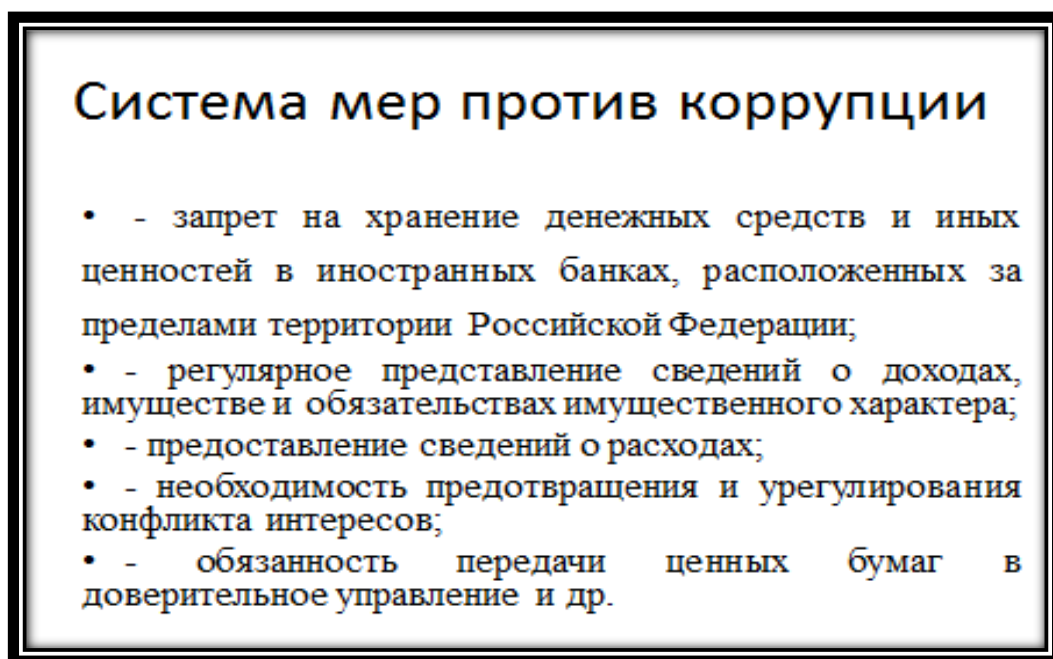 Система мер против коррупции
• - запрет на хранение денежных средств и иных
ценностей в иностранных банках, расположенных за
пределами территории Российской Федерации;
• - регулярное представление сведений о доходах,
имуществе и обязательствах имущественного характера;
• - предоставление сведений о расходах;
• - необходимость предотвращения и урегулирования
конфликта интересов;
• - обязанность передачи ценных бумаг в
доверительное управление и др.